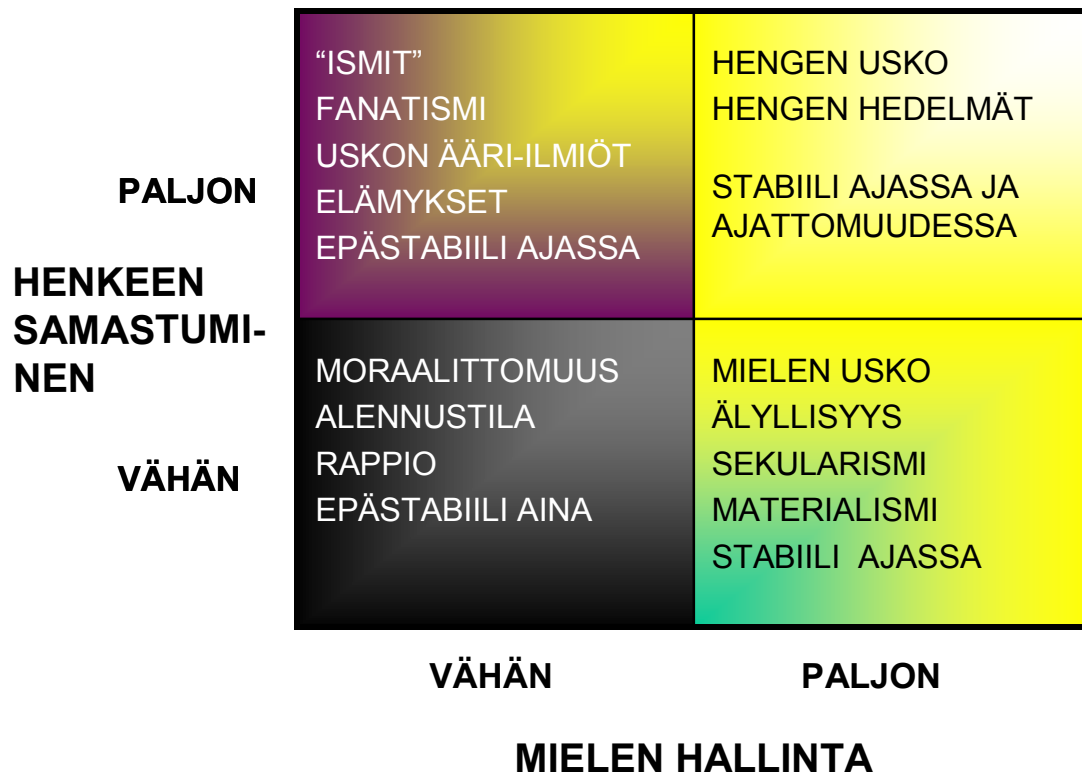 “ISMIT”
FANATISMI
USKON ÄÄRI-ILMIÖT
ELÄMYKSET
EPÄSTABIILI AJASSA
HENGEN USKO
HENGEN HEDELMÄT
STABIILI AJASSA JA
AJATTOMUUDESSA
PALJON
HENKEEN
SAMASTUMI-
NEN
VÄHÄN
MORAALITTOMUUS
ALENNUSTILA
RAPPIO
EPÄSTABIILI AINA
MIELEN USKO
ÄLYLLISYYS
SEKULARISMI
MATERIALISMI
STABIILI AJASSA
VÄHÄN
PALJON
MIELEN HALLINTA